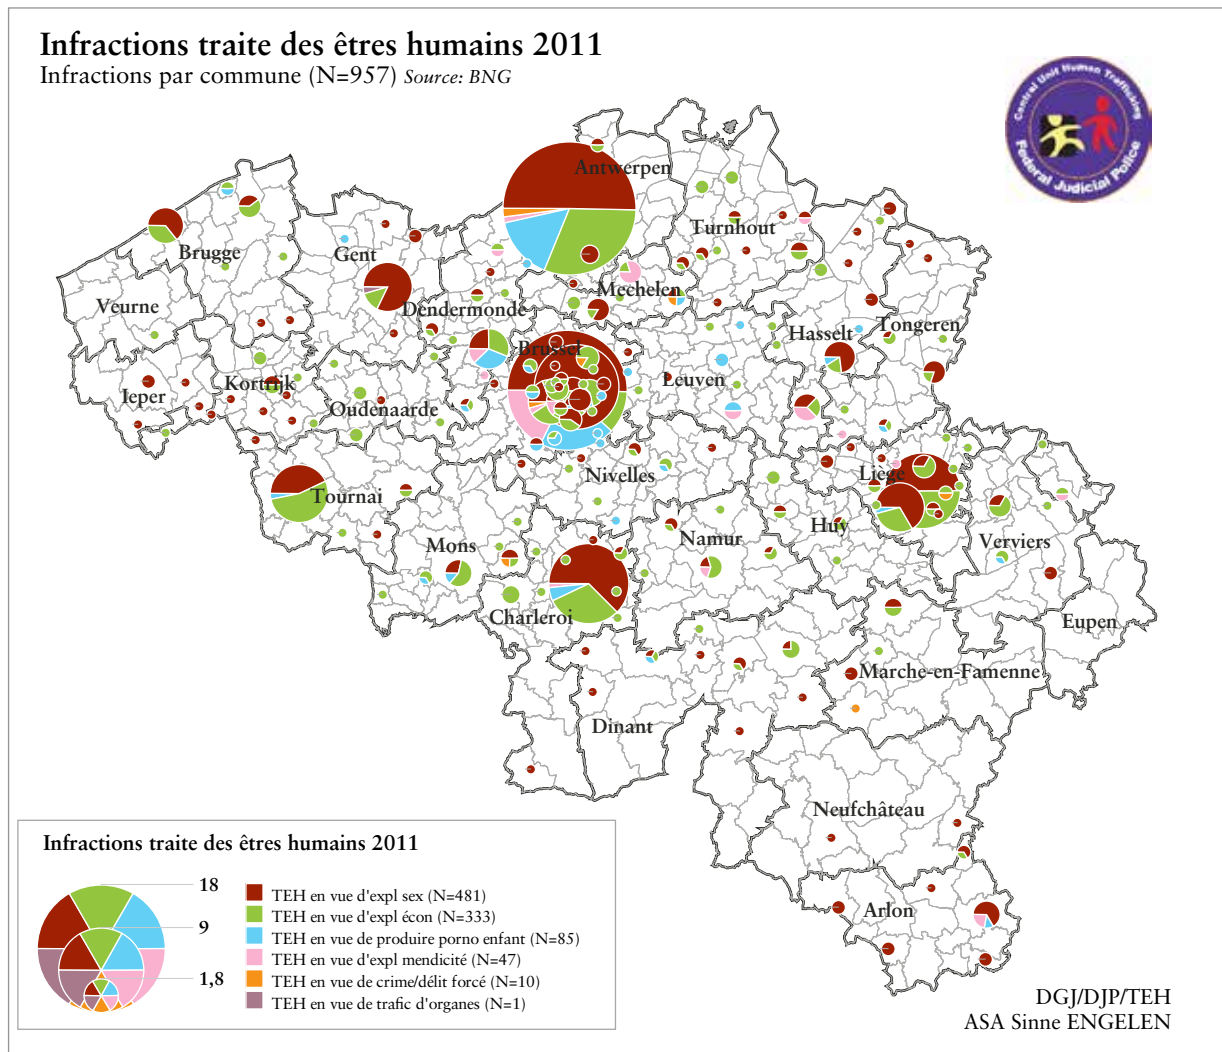 Infractions traite des êtres humains 2011
Infractions par commune (N=957) Source: BNG
Central Unit Human Trafficking
Federal Judicial Police
Antwerpen
Turnhout
Brugge
Gent
Mechelen
Veurne
Dendermonde
Hasselt
Tongeren
Brussel
Leuven
Ieper
Kortrijk
Oudenaarde
Nivelles
Liège
Tournai
Mons
Namur
Huy
Verviers
Charleroi
Eupen
Marche-en-Famenne
Dinant
Neufchâteau
Arlon
Infractions traite des êtres humains 2011
18
9
1,8
TEH en vue d'expl sex (N=481)
TEH en vue d'expl écon (N=333)
TEH en vue de produire porno enfant (N=85)
TEH en vue d'expl mendicité (N=47)
TEH en vue de crime/délit forcé (N=10)
TEH en vue de trafic d'organes (N=1)
DGJ/DJP/TEH
ASA Sinne ENGELEN